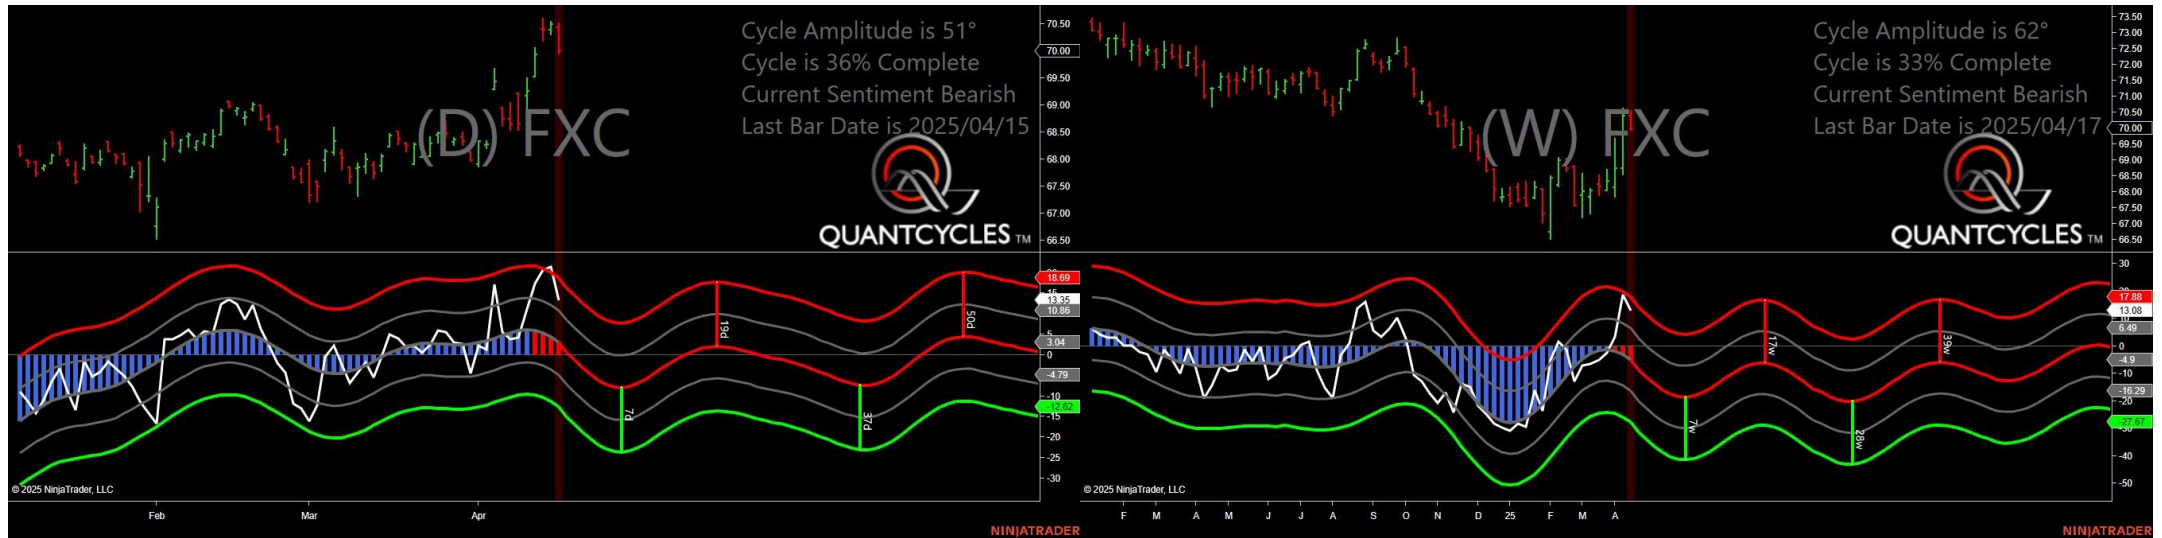 Cycle Amplitude is 51°
Cycle is 36% Complete
Current Sentiment Bearish
Last Bar Date is 2025/04/15
(D) FXC
QUANTCYCLES TM
70.50
70.00
69.50
69.00
68.50
68.00
67.50
67.00
66.50
18.69
15
13.35
10.86
5
3.04
0
-4.79
-10
-12.62
-15
-20
-25
-30
19d
50d
7d
37d
© 2025 NinjaTrader, LLC
Feb
Mar
Apr
NINJATRADER
Cycle Amplitude is 62°
Cycle is 33% Complete
Current Sentiment Bearish
Last Bar Date is 2025/04/17
(W) FXC
QUANTCYCLES TM
73.50
73.00
72.50
72.00
71.50
71.00
70.50
70.00
69.50
69.00
68.50
68.00
67.50
67.00
66.50
30
17.88
13.08
10
6.49
0
-4.9
-10
-16.29
-20
-27.67
-40
-50
17w
39w
7w
28w
© 2025 NinjaTrader, LLC
F
M
A
M
J
J
A
S
O
N
D
25
F
M
A
NINJATRADER